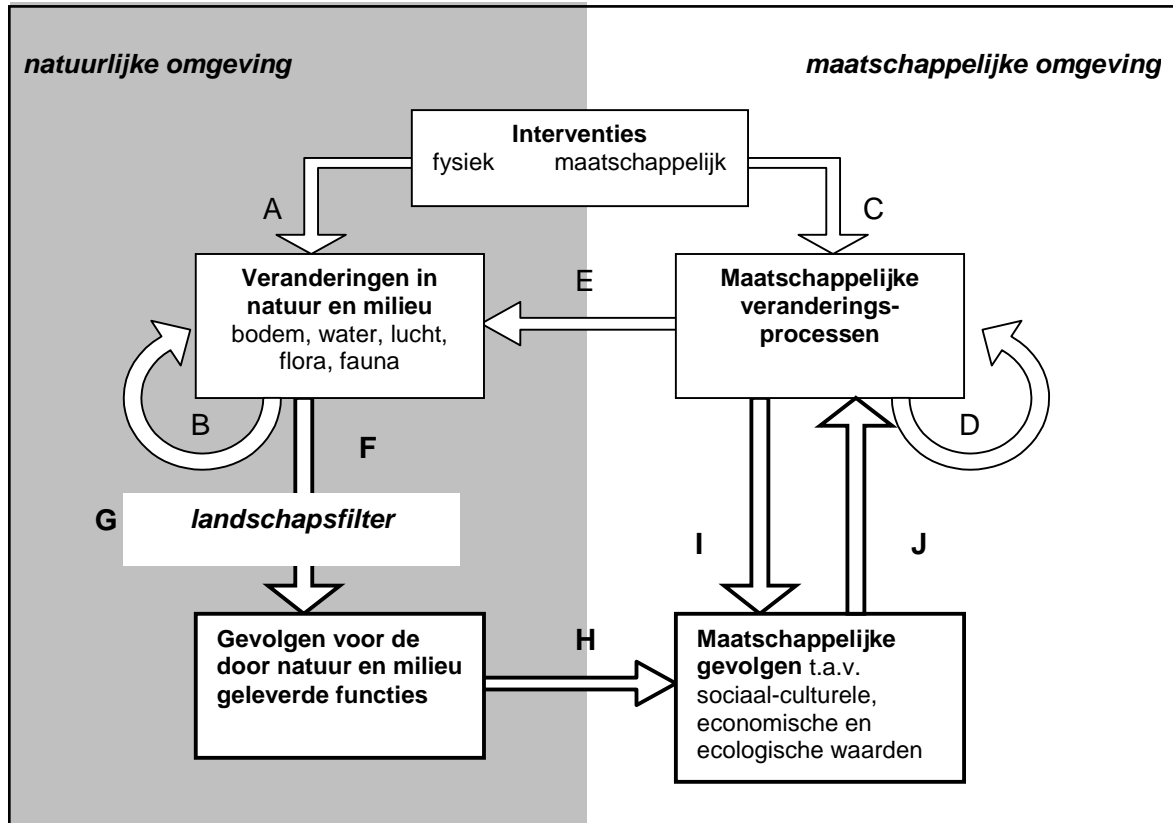 natuurlijke omgeving
maatschappelijke omgeving
Interventies
fysiek maatschappelijk
A
C
Veranderingen in
natuur en milieu
bodem, water, lucht,
flora, fauna
E
Maatschappelijke
veranderings-
processen
B
D
F
G
landschapsfilter
I
J
Gevolgen voor de
door natuur en milieu
geleverde functies
H
Maatschappelijke
gevolgen t.a.v.
sociaal-culturele,
economische en
ecologische waarden